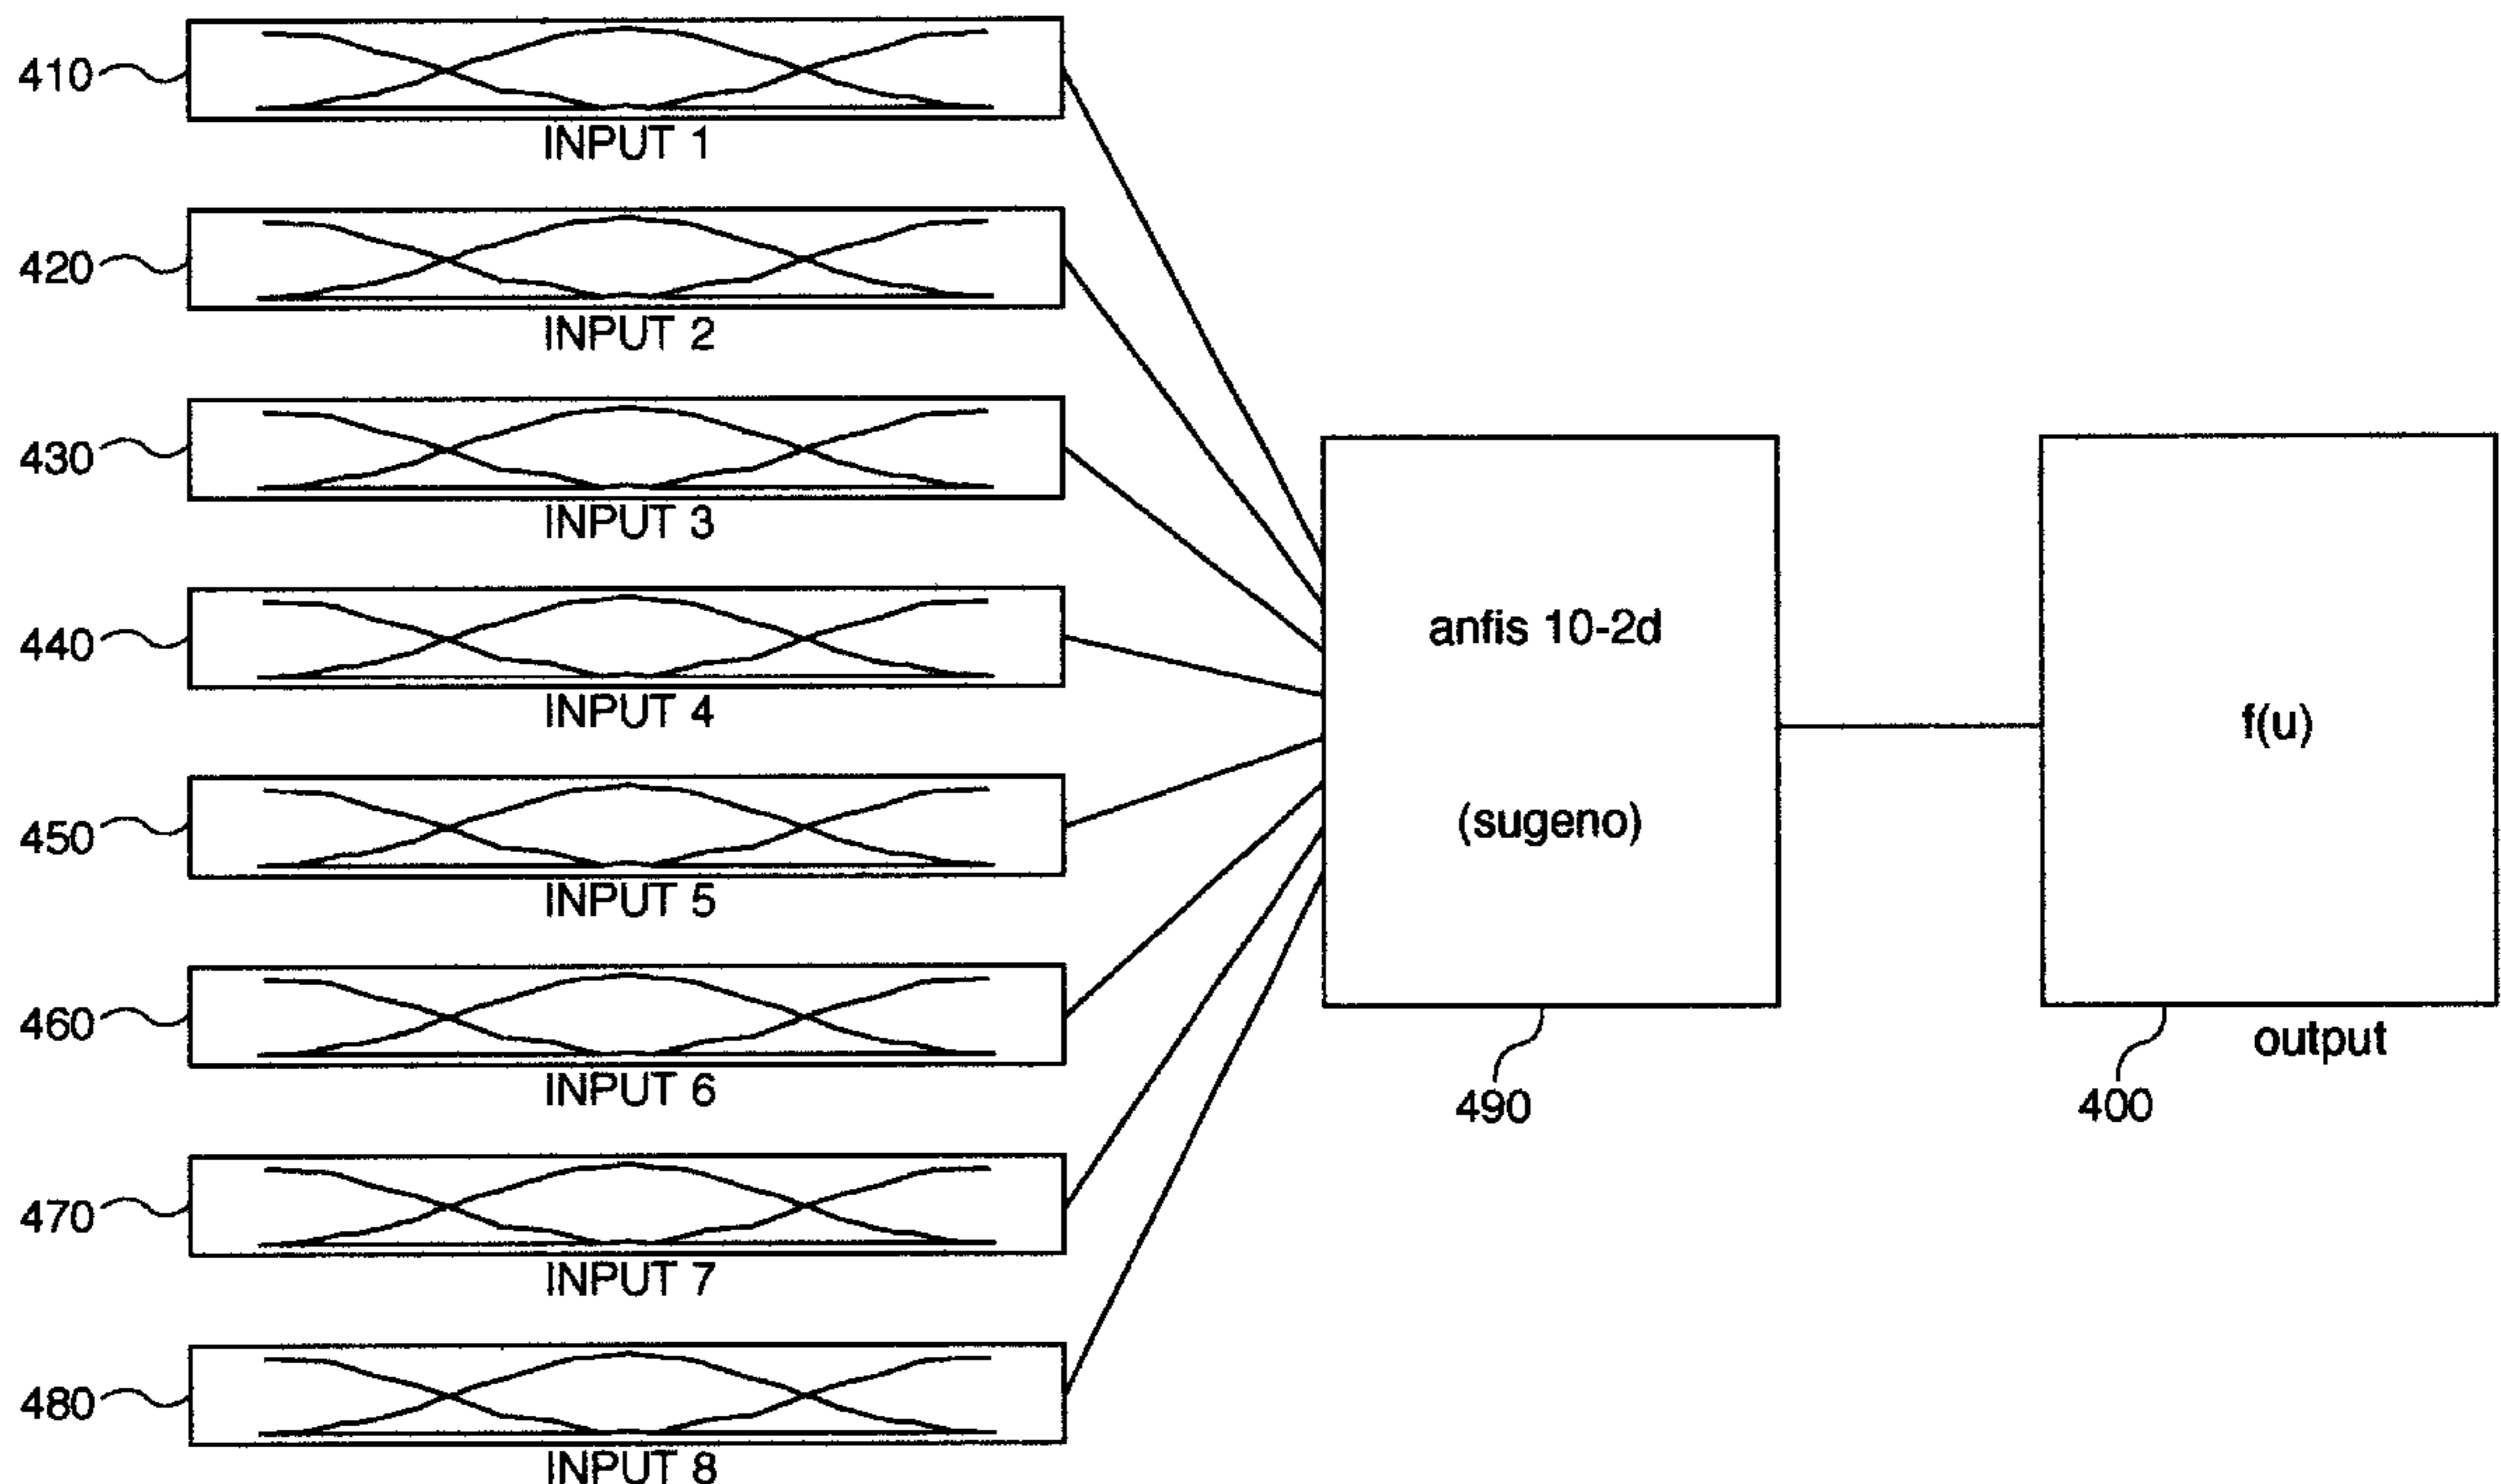 410
INPUT 1
420
INPUT 2
430
INPUT 3
440
INPUT 4
450
INPUT 5
460
INPUT 6
470
INPUT 7
480
INPUT 8
anfis 10-2d
(sugeno)
490
f(u)
output
400